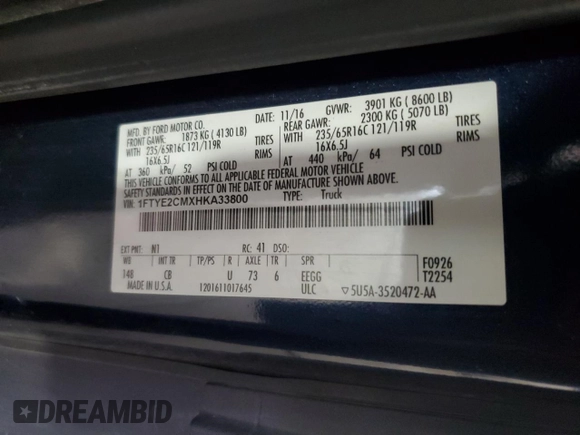 MFD. BY FORD MOTOR CO. 11/16 GVWR: 3901 KG ( 8600 LB)
FRONT GAWR: 1873 KG ( 4130 LB) REAR GAWR: 2300 KG ( 5070 LB)
WITH 235/65R16C 121/119R TIRES WITH 235/65R16C 121/119R TIRES
16X6.5J RIMS 16X6.5J RIMS
AT 360 kPa/ 52 PSI COLD AT 440 kPa/ 64 PSI COLD
THIS VEHICLE CONFORMS TO ALL APPLICABLE FEDERAL MOTOR VEHICLE SAFETY
STANDARDS IN EFFECT ON THE DATE OF MANUFACTURE SHOWN ABOVE.
VIN: 1FTYE2CMXHKA33800 TYPE: Truck
EXT-PNT: N1 RC: 41 DSO: F0926
WB INT TR TP/PS R AXLE TR SPR T2254
148 CB U 73 6 EEGG
MADE IN U.S.A. 1201611017645 ULC ▽5U5A-3520472-AA
DREAMBID